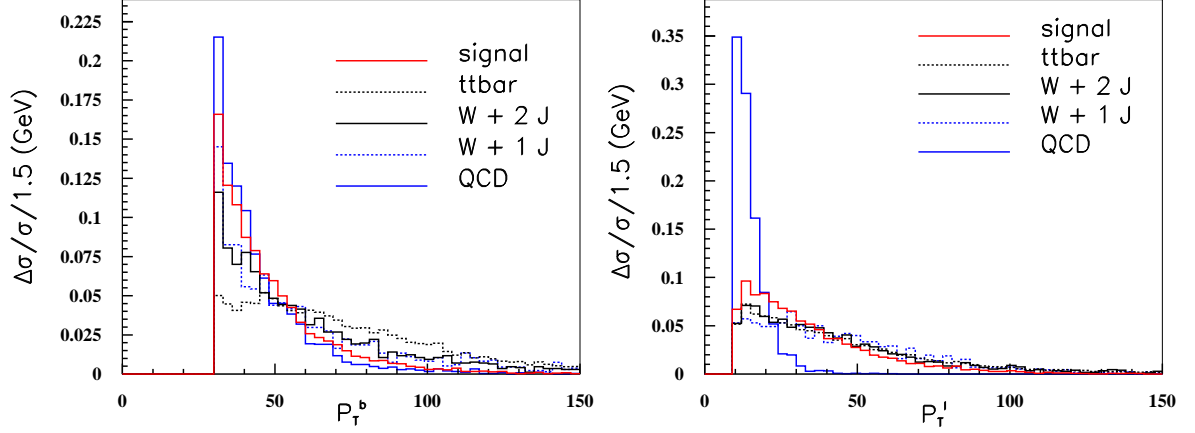 Δσ/σ/1.5 (GeV)
0.225
0.2
0.175
0.15
0.125
0.1
0.075
0.05
0.025
0
signal
ttbar
W + 2 J
W + 1 J
QCD
0 50 100 150
P_T^b
Δσ/σ/1.5 (GeV)
0.35
0.3
0.25
0.2
0.15
0.1
0.05
0
signal
ttbar
W + 2 J
W + 1 J
QCD
0 50 100 150
P_T^l